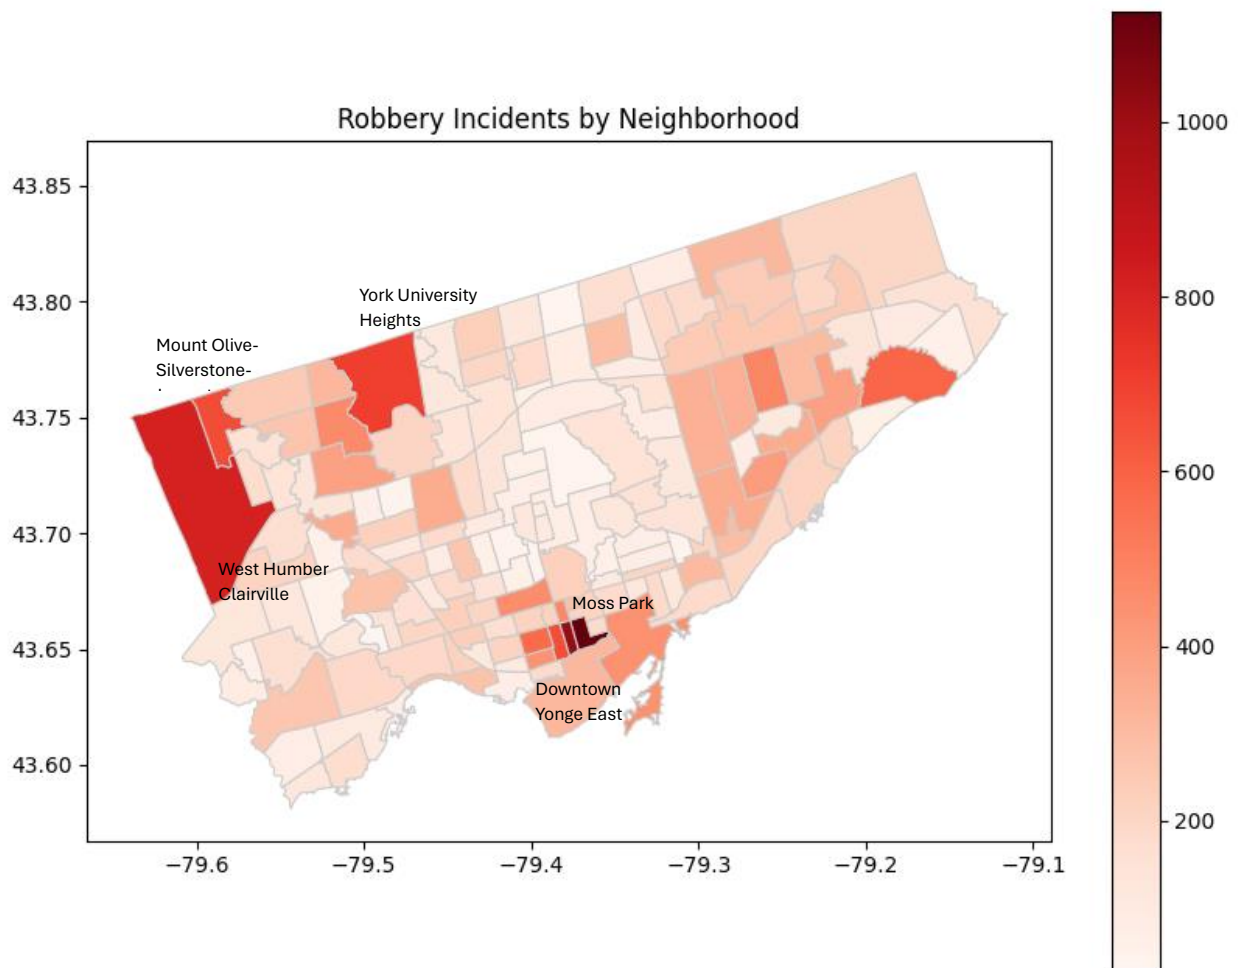 Robbery Incidents by Neighborhood
1000
800
600
400
200
43.85
43.80
43.75
43.70
43.65
43.60
York University
Heights
Mount Olive-
Silverstone-
West Humber
Clairville
Moss Park
Downtown
Yonge East
−79.6
−79.5
−79.4
−79.3
−79.2
−79.1